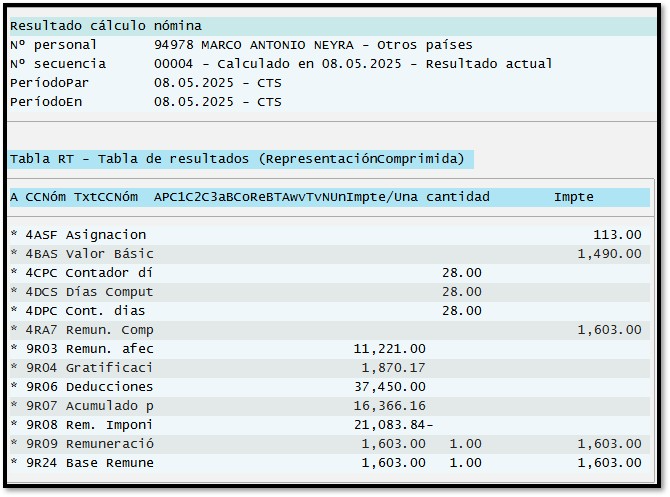 Resultado cálculo nómina
Nº personal 94978 MARCO ANTONIO NEYRA - Otros países
Nº secuencia 00004 - Calculado en 08.05.2025 - Resultado actual
PeríodoPar 08.05.2025 - CTS
PeríodoEn 08.05.2025 - CTS
Tabla RT - Tabla de resultados (RepresentaciónComprimida)
A CCNóm TxtCCNóm APC1C2C3aBCoReBTAwvTvNUnImpte/Una cantidad Impte
* 4ASF Asignacion 113.00
* 4BAS Valor Básic 1,490.00
* 4CPC Contador dí 28.00
* 4DCS Días Comput 28.00
* 4DPC Cont. dias 28.00
* 4RA7 Remun. Comp 1,603.00
* 9R03 Remun. afec 11,221.00
* 9R04 Gratificaci 1,870.17
* 9R06 Deducciones 37,450.00
* 9R07 Acumulado p 16,366.16
* 9R08 Rem. Imponi 21,083.84-
* 9R09 Remuneració 1,603.00 1.00 1,603.00
* 9R24 Base Remune 1,603.00 1.00 1,603.00